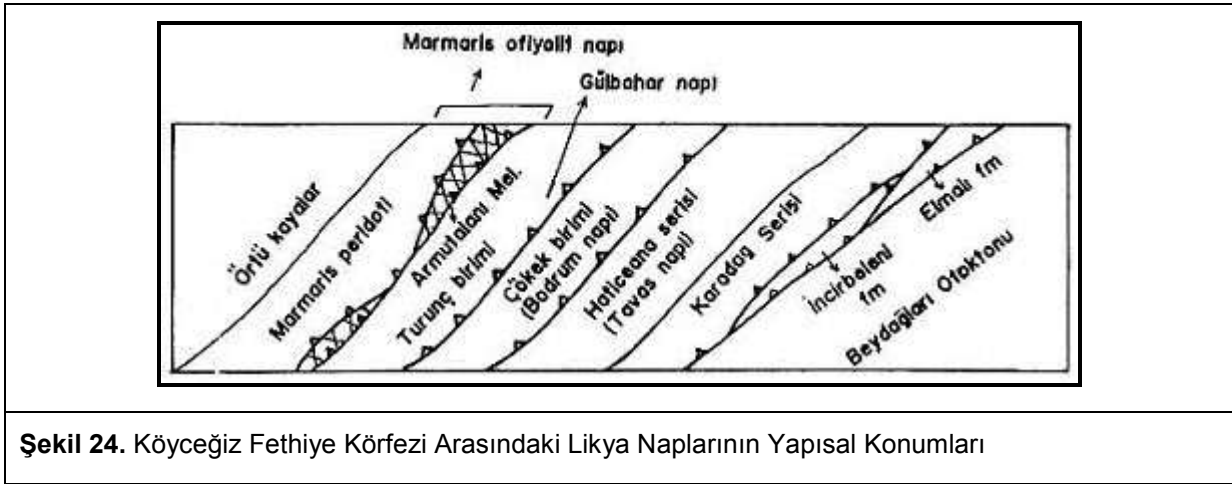 Marmaris ofiyolit napı
Gülbahar napı
Örtü kayalar
Marmaris peridoti
Armutalanı Mel.
Turunç birimi
Çökek birimi
(Bodrum napı)
Haticeana serisi
(Tavas napı)
Karadağ Serisi
Elmalı fm
İncirbeleni
fm
Beydağları Otoktonu
Şekil 24. Köyceğiz Fethiye Körfezi Arasındaki Likya Naplarının Yapısal Konumları